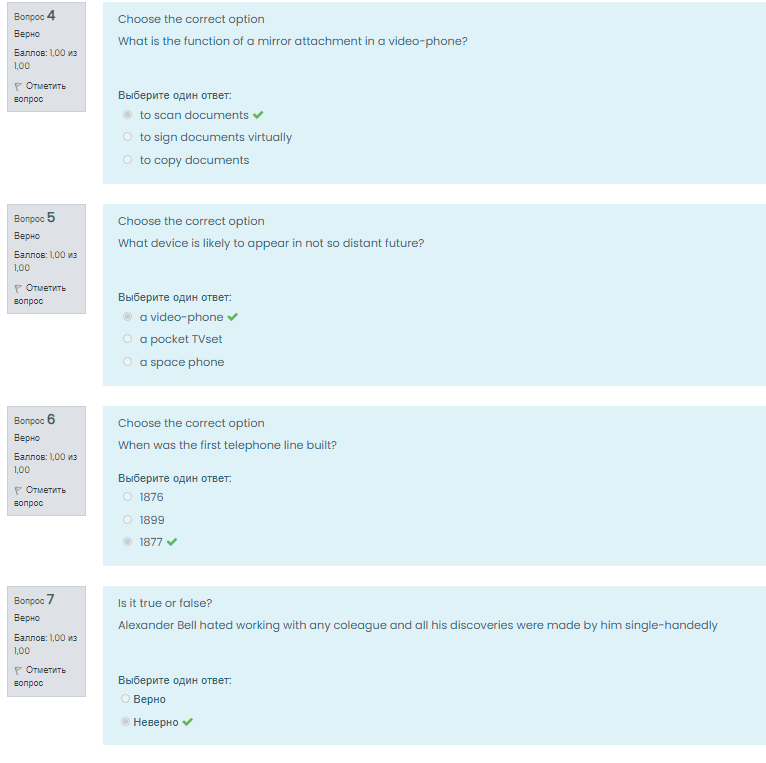 Вопрос 4
Верно
Баллов: 1,00 из
1,00
Отметить
вопрос
Choose the correct option
What is the function of a mirror attachment in a video-phone?
Выберите один ответ:
to scan documents
to sign documents virtually
to copy documents
Вопрос 5
Верно
Баллов: 1,00 из
1,00
Отметить
вопрос
Choose the correct option
What device is likely to appear in not so distant future?
Выберите один ответ:
a video-phone
a pocket TVset
a space phone
Вопрос 6
Верно
Баллов: 1,00 из
1,00
Отметить
вопрос
Choose the correct option
When was the first telephone line built?
Выберите один ответ:
1876
1899
1877
Вопрос 7
Верно
Баллов: 1,00 из
1,00
Отметить
вопрос
Is it true or false?
Alexander Bell hated working with any coleague and all his discoveries were made by him single-handedly
Выберите один ответ:
Верно
Неверно